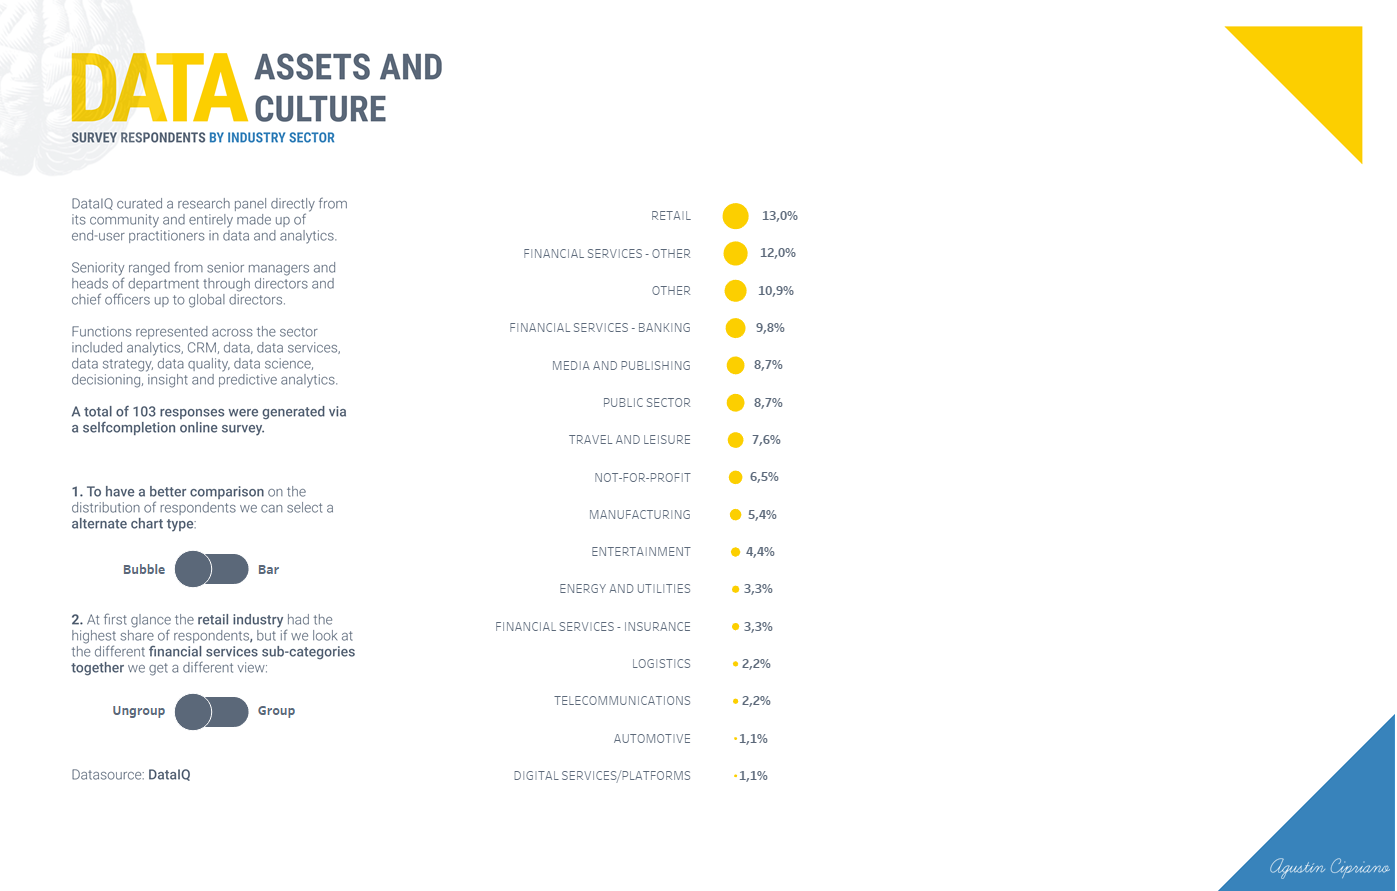 DATA ASSETS AND
CULTURE
SURVEY RESPONDENTS BY INDUSTRY SECTOR
DataIQ curated a research panel directly from
its community and entirely made up of
end-user practitioners in data and analytics.
Seniority ranged from senior managers and
heads of department through directors and
chief officers up to global directors.
Functions represented across the sector
included analytics, CRM, data, data services,
data strategy, data quality, data science,
decisioning, insight and predictive analytics.
A total of 103 responses were generated via
a selfcompletion online survey.
1. To have a better comparison on the
distribution of respondents we can select a
alternate chart type:
Bubble Bar
2. At first glance the retail industry had the
highest share of respondents, but if we look at
the different financial services sub-categories
together we get a different view:
Ungroup Group
Datasource: DataIQ
RETAIL 13,0%
FINANCIAL SERVICES - OTHER 12,0%
OTHER 10,9%
FINANCIAL SERVICES - BANKING 9,8%
MEDIA AND PUBLISHING 8,7%
PUBLIC SECTOR 8,7%
TRAVEL AND LEISURE 7,6%
NOT-FOR-PROFIT 6,5%
MANUFACTURING 5,4%
ENTERTAINMENT 4,4%
ENERGY AND UTILITIES 3,3%
FINANCIAL SERVICES - INSURANCE 3,3%
LOGISTICS 2,2%
TELECOMMUNICATIONS 2,2%
AUTOMOTIVE 1,1%
DIGITAL SERVICES/PLATFORMS 1,1%
Agustín Cipriano